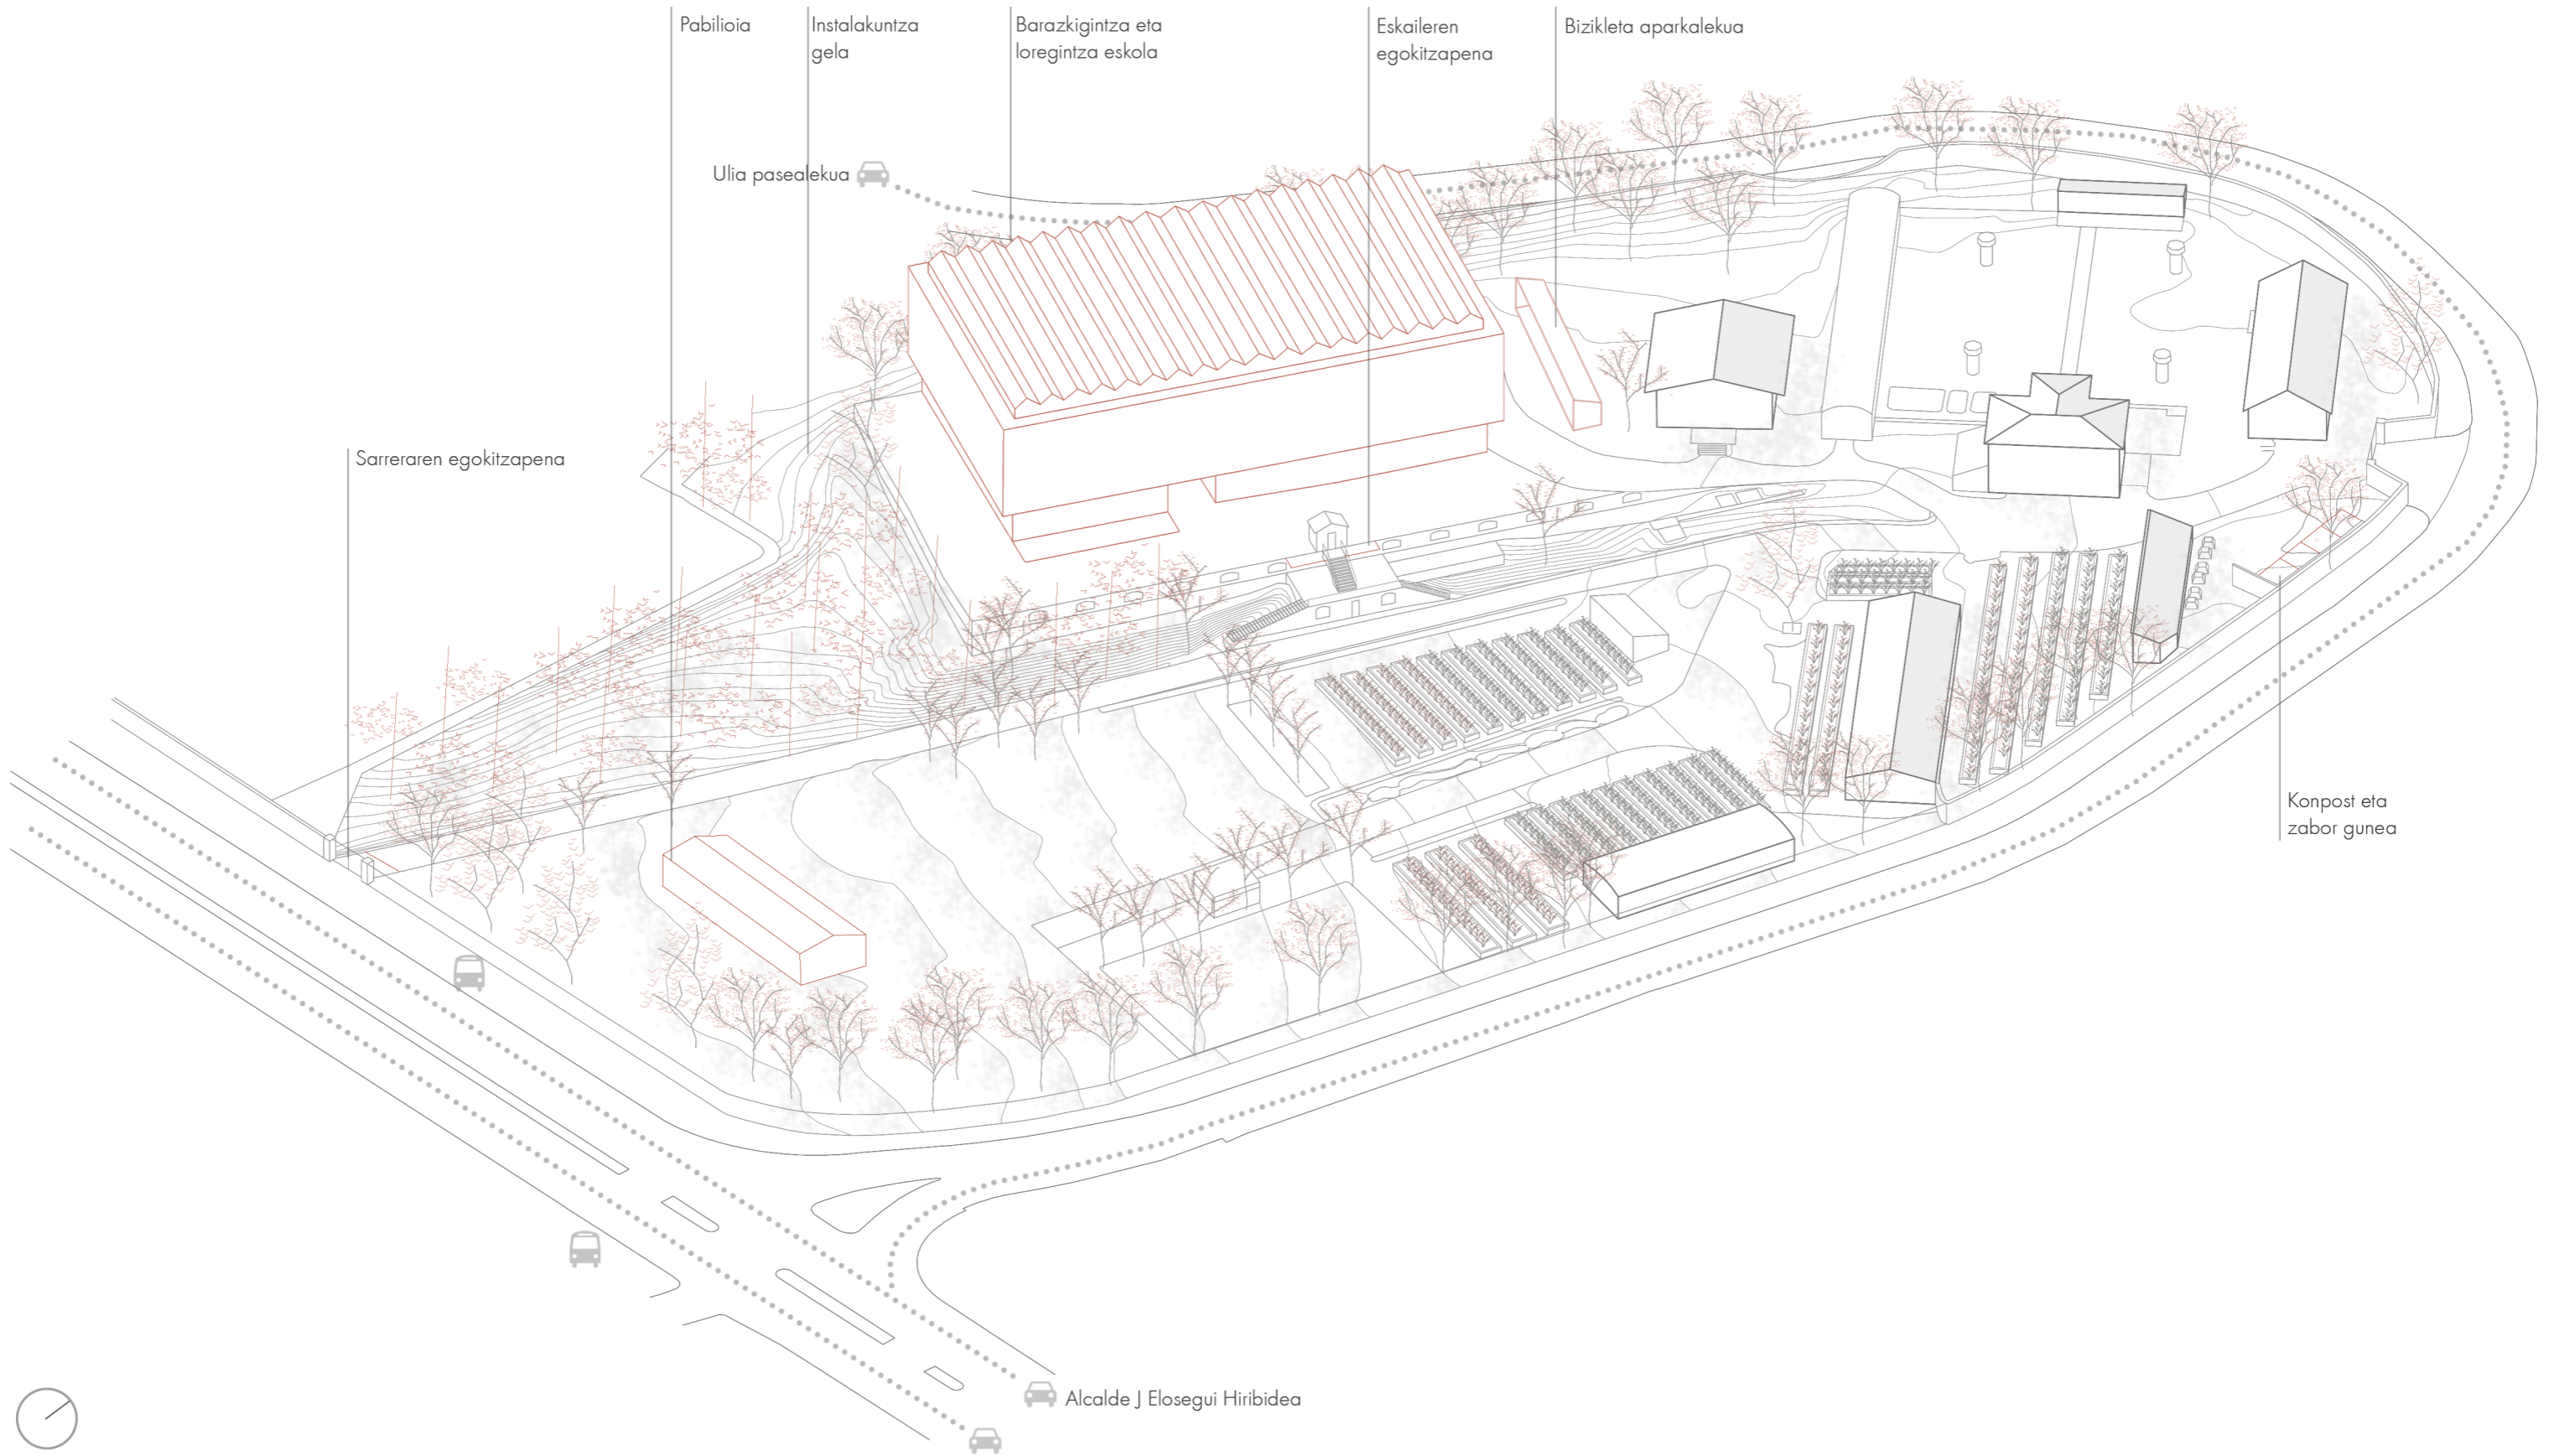 Pabilioia
Instalakuntza
gela
Barazkigintza eta
loregintza eskola
Eskaileren
egokitzapena
Bizikleta aparkalekua
Ulia pasealekua
Sarreraren egokitzapena
Konpost eta
zabor gunea
Alcalde J Elosegui Hiribidea